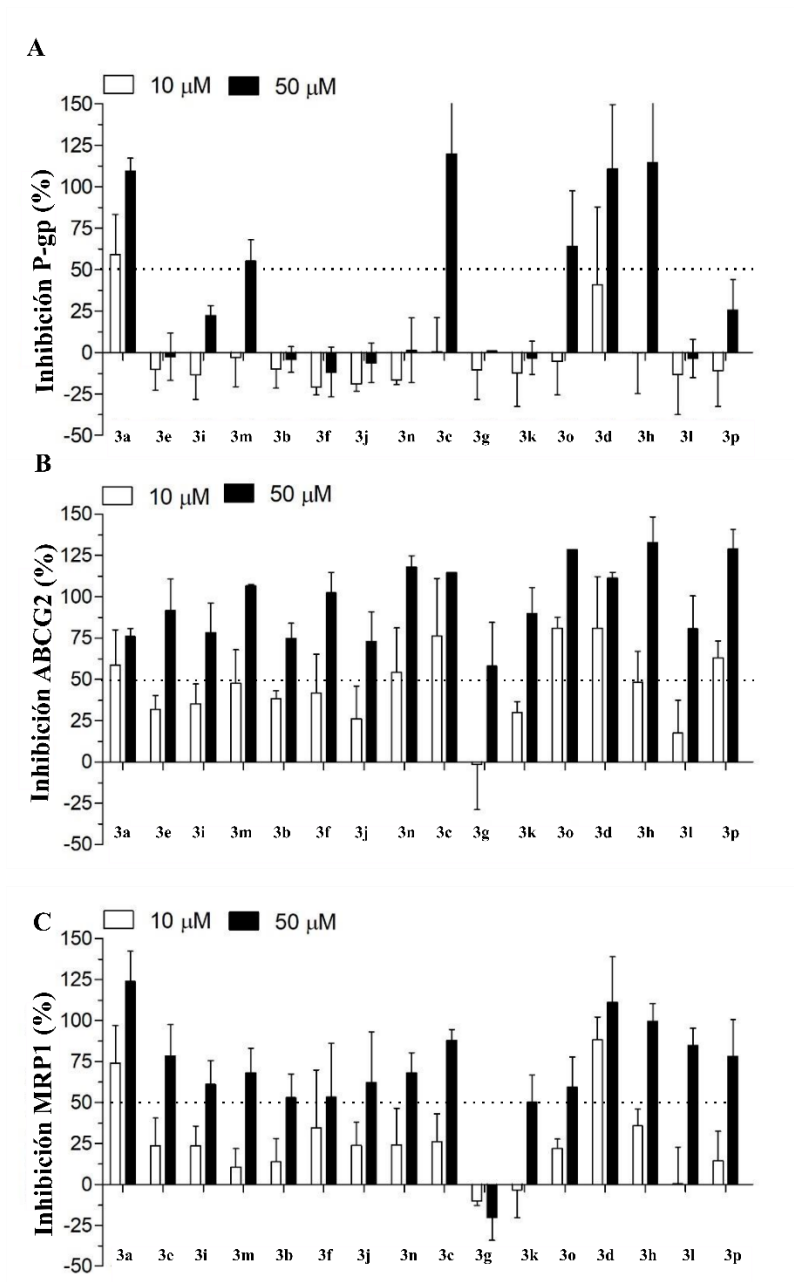 A
10 μM 50 μM
Inhibición P-gp (%)
150
125
100
75
50
25
0
-25
-50
3a 3e 3i 3m 3b 3f 3j 3n 3c 3g 3k 3o 3d 3h 3l 3p
B
10 μM 50 μM
Inhibición ABCG2 (%)
150
125
100
75
50
25
0
-25
-50
3a 3e 3i 3m 3b 3f 3j 3n 3c 3g 3k 3o 3d 3h 3l 3p
C
10 μM 50 μM
Inhibición MRP1 (%)
150
125
100
75
50
25
0
-25
-50
3a 3e 3i 3m 3b 3f 3j 3n 3c 3g 3k 3o 3d 3h 3l 3p